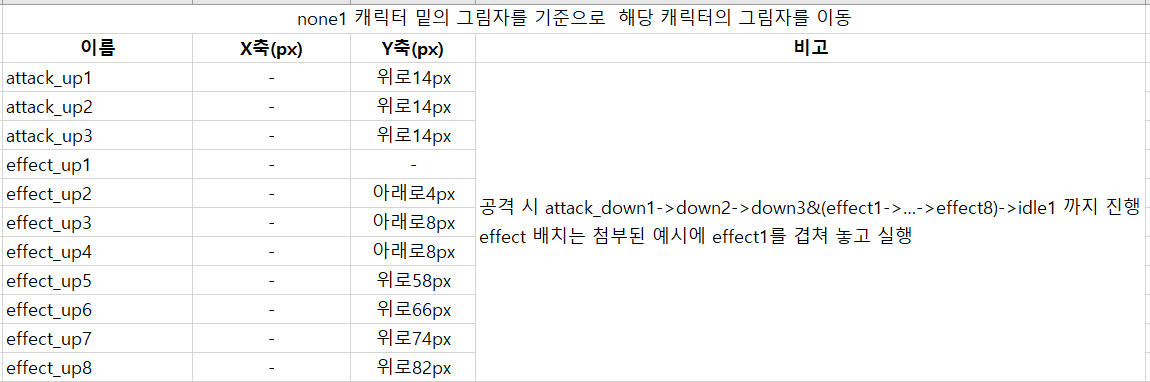 none1 캐릭터 밑의 그림자를 기준으로  해당 캐릭터의 그림자를 이동
이름 X축(px) Y축(px) 비고
attack_up1 - 위로14px
attack_up2 - 위로14px
attack_up3 - 위로14px
effect_up1 - -
effect_up2 - 아래로4px
effect_up3 - 아래로8px
effect_up4 - 아래로8px
effect_up5 - 위로58px
effect_up6 - 위로66px
effect_up7 - 위로74px
effect_up8 - 위로82px
공격 시 attack_down1->down2->down3&(effect1->...->effect8)->idle1 까지 진행
effect 배치는 첨부된 예시에 effect1를 겹쳐 놓고 실행